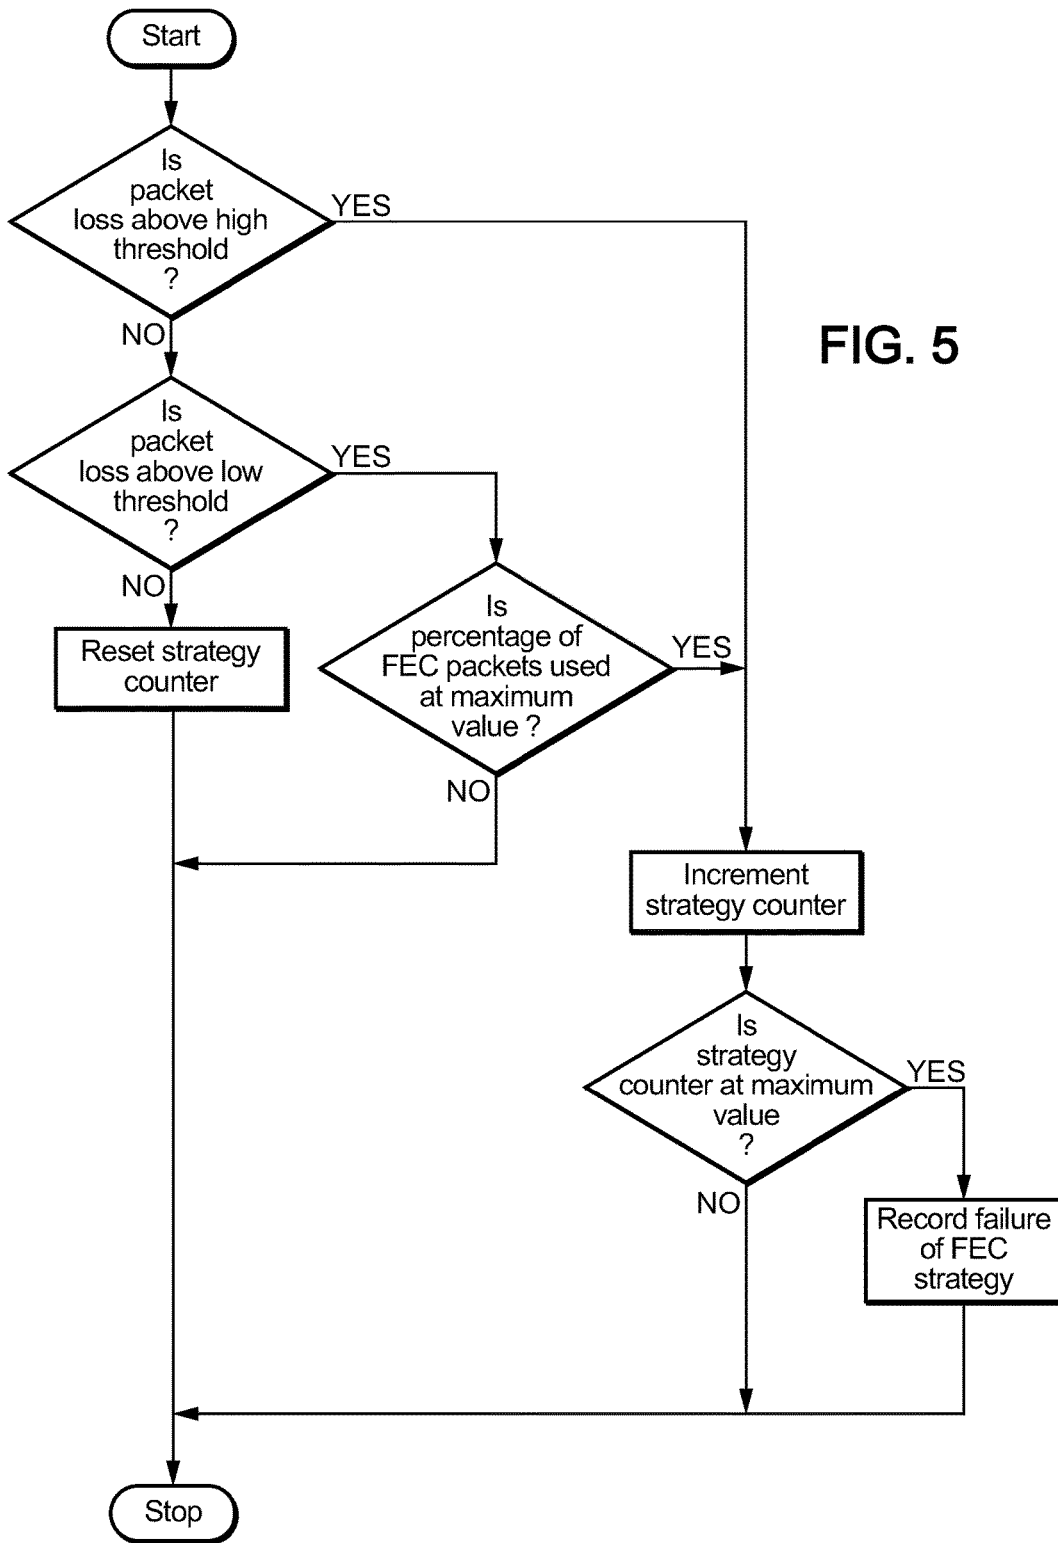 Start
Is
packet
loss above high
threshold
?
YES
NO
FIG. 5
Is
packet
loss above low
threshold
?
YES
NO
Reset strategy
counter
Is
percentage of
FEC packets used
at maximum
value ?
YES
NO
Increment
strategy counter
Is
strategy
counter at maximum
value
?
YES
NO
Record failure
of FEC
strategy
Stop